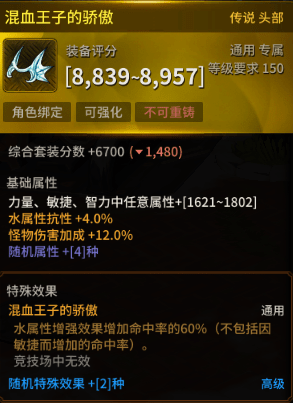 混血王子的骄傲 传说 头部
装备评分 通用 专属
[8,839~8,957] 等级要求 150
角色绑定 可强化 不可重铸
综合套装分数 +6700 (▼1,480)
基础属性
力量、敏捷、智力中任意属性+[1621~1802]
水属性抗性 +4.0%
怪物伤害加成 +12.0%
随机属性 +[4]种
特殊效果
混血王子的骄傲 通用
水属性增强效果增加命中率的60%（不包括因
敏捷而增加的命中率）。
竞技场中无效
随机特殊效果 +[2]种 高级